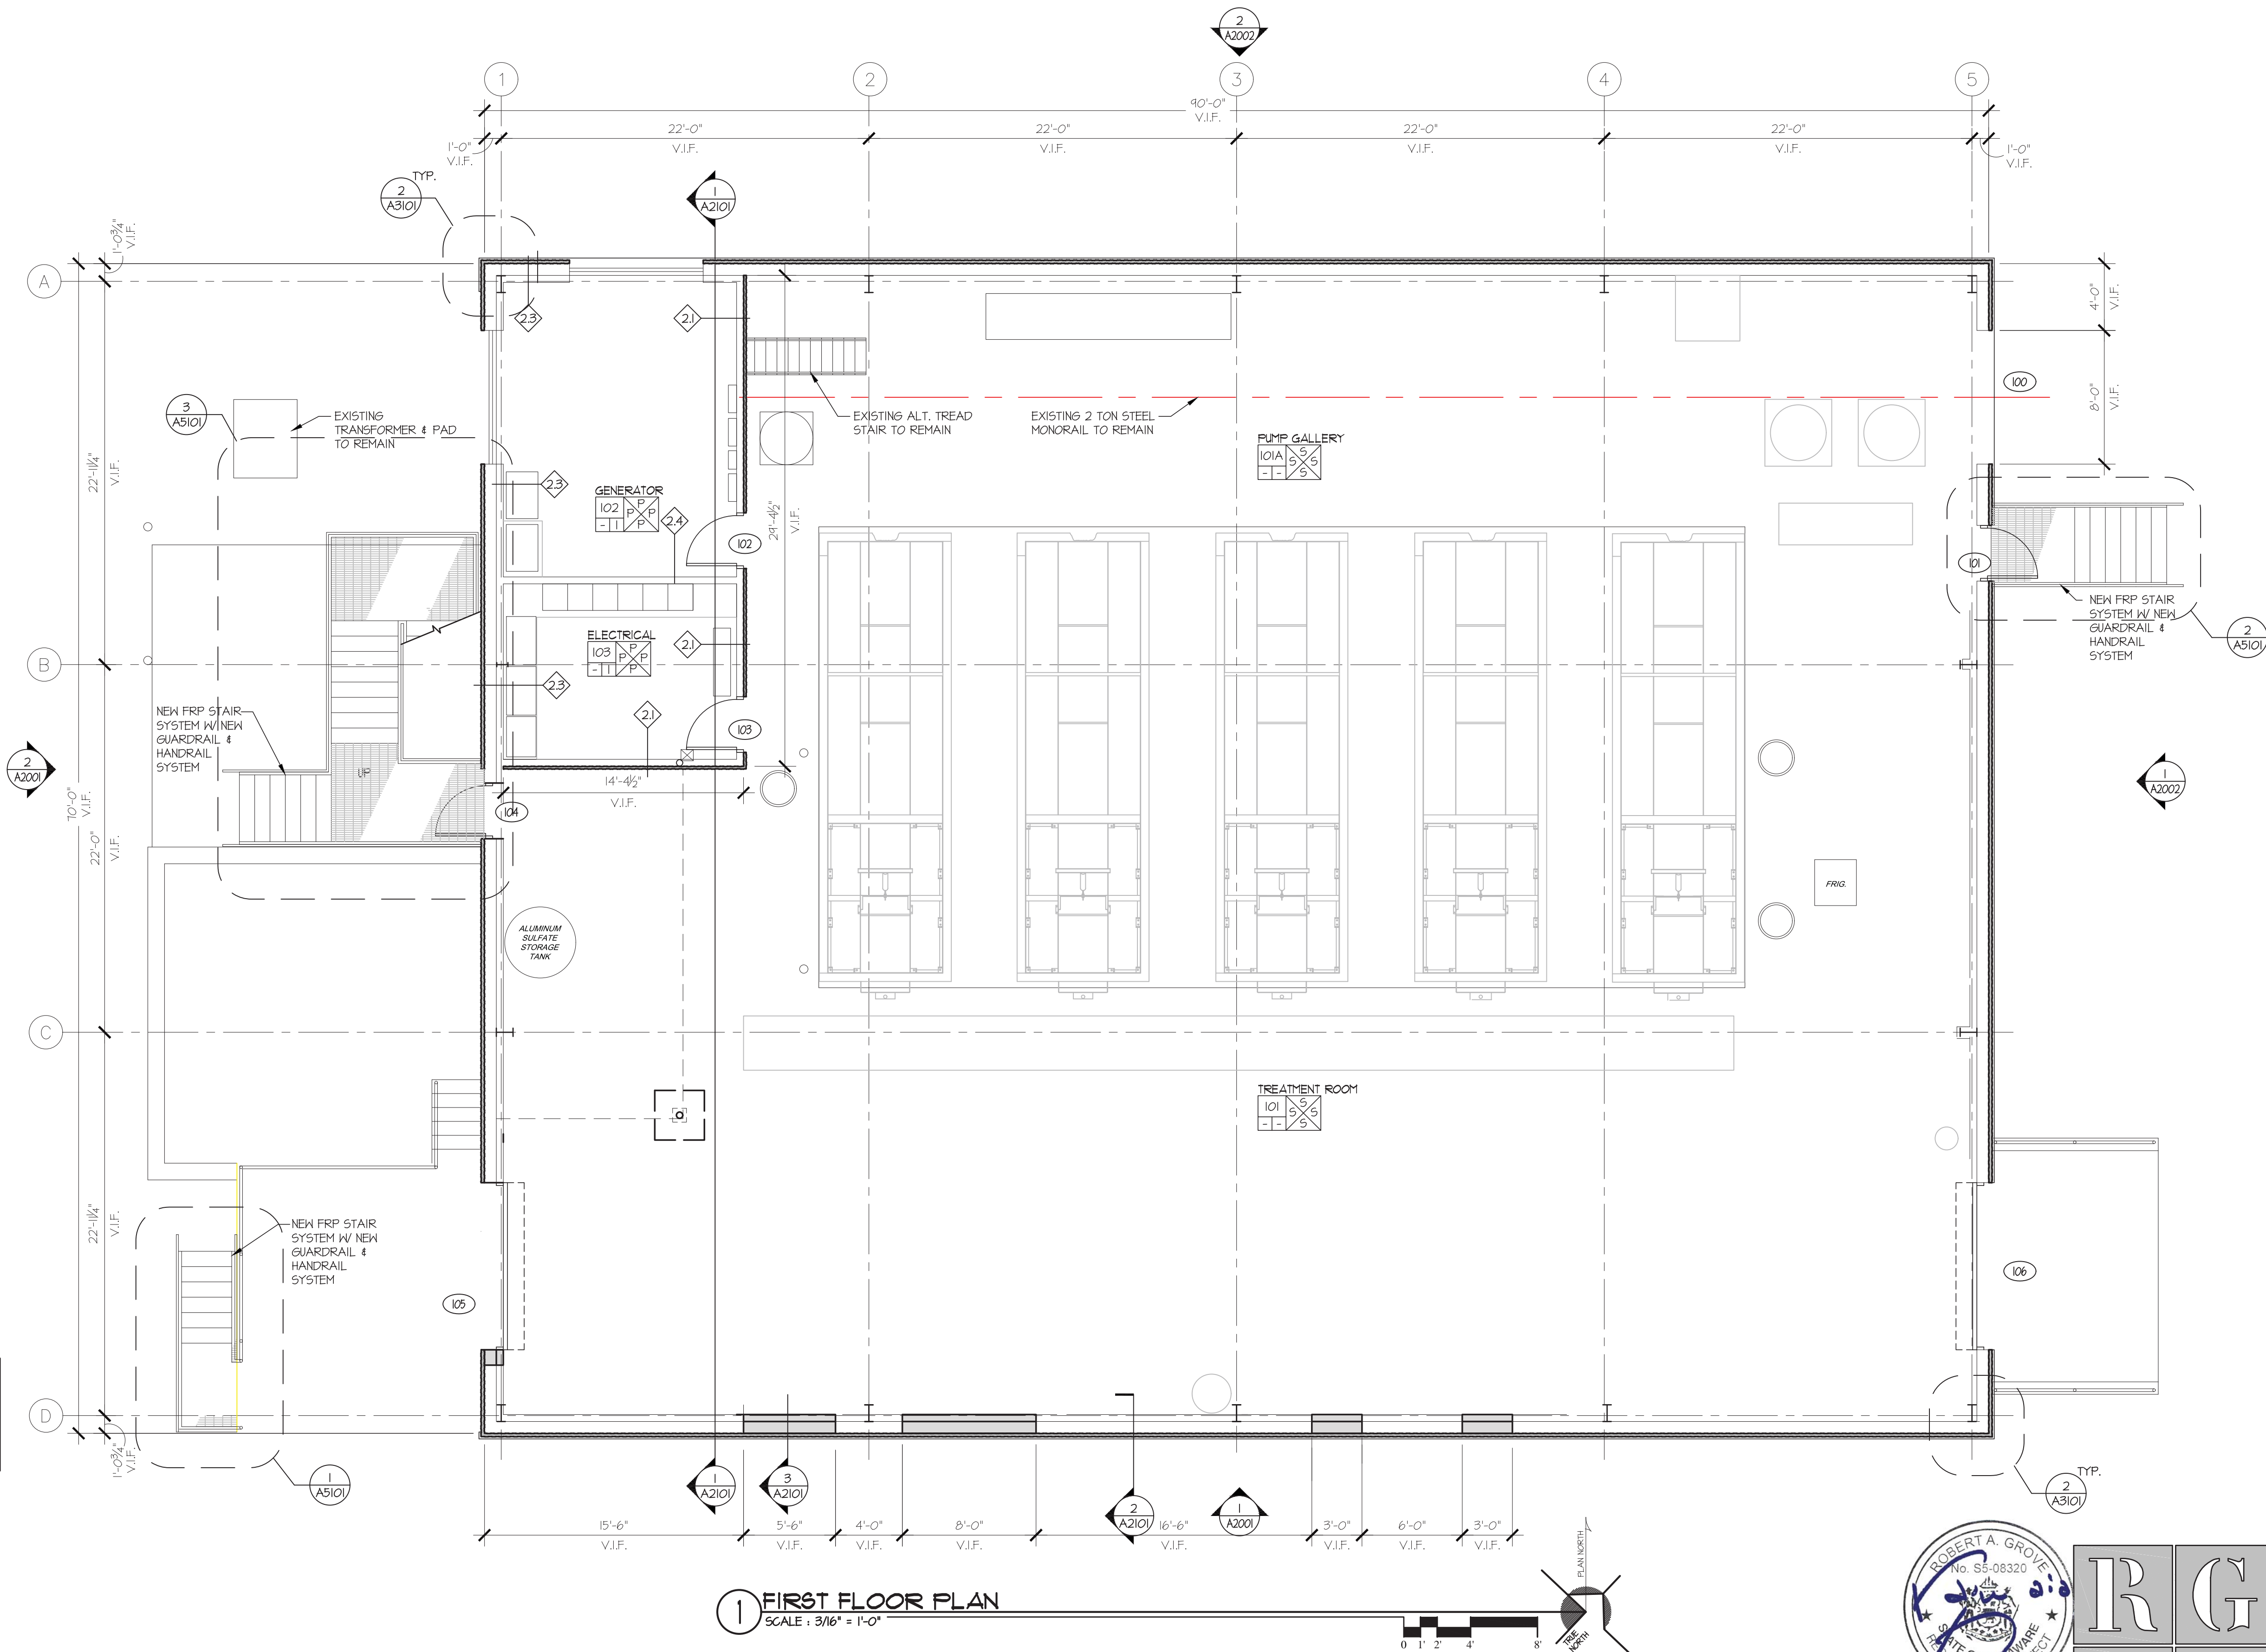 2
A2002
1
2
3
4
5
90'-0"
V.I.F.
22'-0"
V.I.F.
22'-0"
V.I.F.
22'-0"
V.I.F.
22'-0"
V.I.F.
1'-0"
V.I.F.
1'-0"
V.I.F.
TYP.
2
A3101
1
A2101
1'-0¾"
V.I.F.
A
4'-0"
V.I.F.
2.3
2.1
100
8'-0"
V.I.F.
3
A5101
EXISTING
TRANSFORMER & PAD
TO REMAIN
EXISTING ALT. TREAD
STAIR TO REMAIN
EXISTING 2 TON STEEL
MONORAIL TO REMAIN
PUMP GALLERY
101A
S
S S
S
- -
22'-11¼"
V.I.F.
2.3
GENERATOR
102
P
P P
P
- 1
2.4
29'-4½"
V.I.F.
102
101
NEW FRP STAIR
SYSTEM W/ NEW
GUARDRAIL &
HANDRAIL
SYSTEM
2
A5101
ELECTRICAL
103
P
P P
P
- 1
2.1
B
2.3
2.1
103
NEW FRP STAIR
SYSTEM W/ NEW
GUARDRAIL &
HANDRAIL
SYSTEM
2
A2001
UP
70'-0"
V.I.F.
14'-4½"
V.I.F.
104
1
A2002
22'-0"
V.I.F.
FRIG.
ALUMINUM
SULFATE
STORAGE
TANK
C
TREATMENT ROOM
101
S
S S
S
- -
22'-11¼"
V.I.F.
NEW FRP STAIR
SYSTEM W/ NEW
GUARDRAIL &
HANDRAIL
SYSTEM
105
106
D
1'-0¾"
V.I.F.
1
A5101
1
A2101
3
A2101
2
A2101
1
A2001
TYP.
2
A3101
15'-6"
V.I.F.
5'-6"
V.I.F.
4'-0"
V.I.F.
8'-0"
V.I.F.
16'-6"
V.I.F.
3'-0"
V.I.F.
6'-0"
V.I.F.
3'-0"
V.I.F.
1
FIRST FLOOR PLAN
SCALE : 3/16" = 1'-0"
0 1' 2' 4' 8'
PLAN NORTH
TRUE
NORTH
ROBERT A. GROVE
No. S5-08320
RG